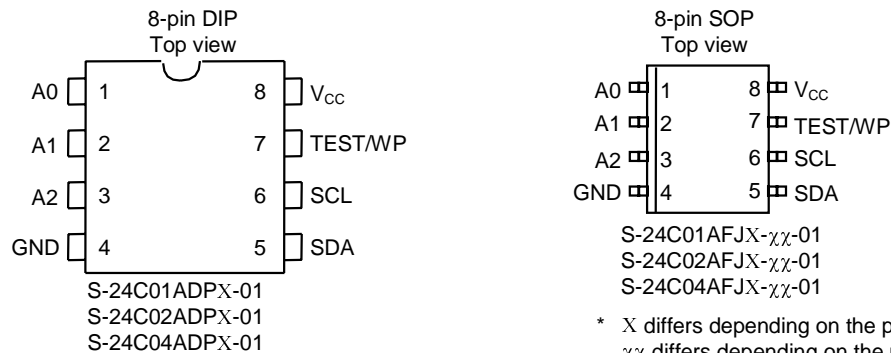 8-pin DIP
Top view
A0 1 8 VCC
A1 2 7 TEST/WP
A2 3 6 SCL
GND 4 5 SDA
S-24C01ADPX-01
S-24C02ADPX-01
S-24C04ADPX-01
8-pin SOP
Top view
A0 1 8 VCC
A1 2 7 TEST/WP
A2 3 6 SCL
GND 4 5 SDA
S-24C01AFJX-χχ-01
S-24C02AFJX-χχ-01
S-24C04AFJX-χχ-01
* X differs depending on the
χχ differs depending on the